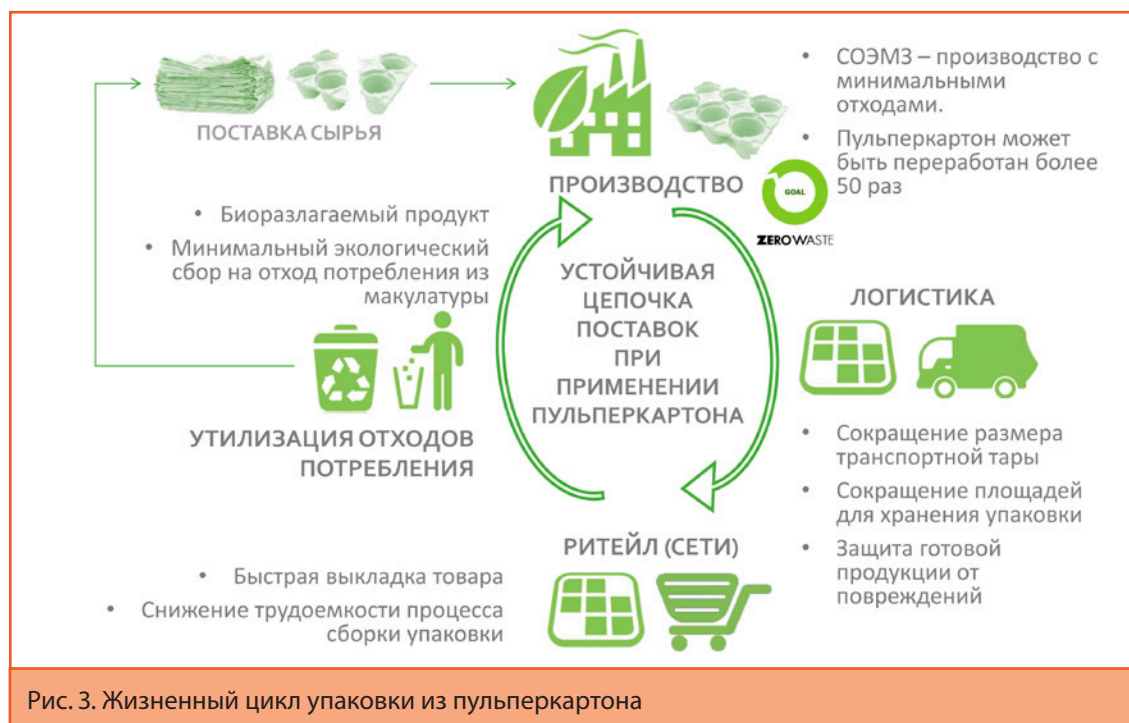 ПОСТАВКА СЫРЬЯ
ПРОИЗВОДСТВО
• СОЭМЗ – производство с
минимальными
отходами.
• Пульперкартон может
быть переработан более
50 раз
GOAL
ZEROWASTE
• Биоразлагаемый продукт
• Минимальный экологический
сбор на отход потребления из
макулатуры
УСТОЙЧИВАЯ
ЦЕПОЧКА
ПОСТАВОК
ПРИ
ПРИМЕНЕНИИ
ПУЛЬПЕРКАРТОНА
ЛОГИСТИКА
• Сокращение размера
транспортной тары
• Сокращение площадей
для хранения упаковки
• Защита готовой
продукции от
повреждений
УТИЛИЗАЦИЯ ОТХОДОВ
ПОТРЕБЛЕНИЯ
РИТЕЙЛ (СЕТИ)
• Быстрая выкладка товара
• Снижение трудоемкости процесса
сборки упаковки
Рис. 3. Жизненный цикл упаковки из пульперкартона